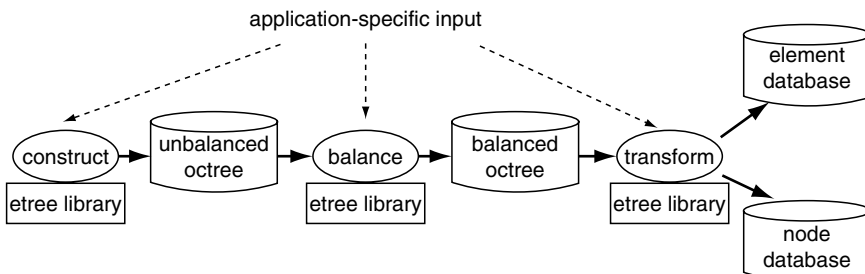 application-specific input
element
database
construct
unbalanced
octree
balance
balanced
octree
transform
etree library
etree library
etree library
node
database